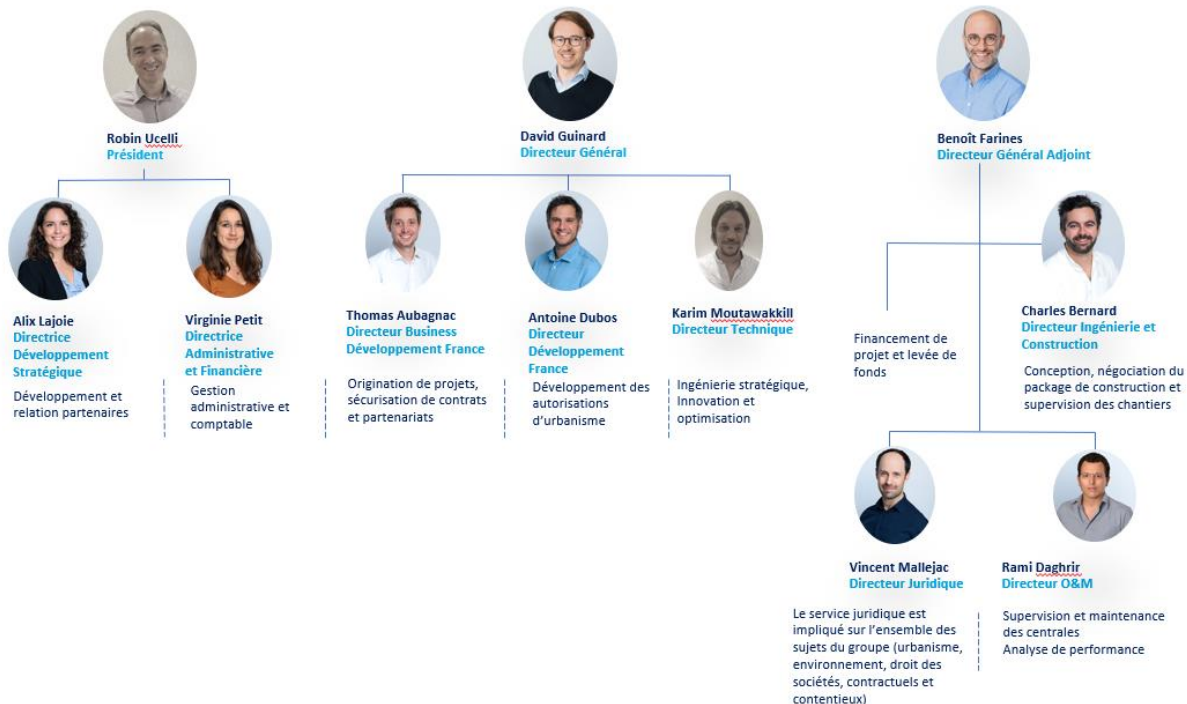 Robin Ucelli
Président
David Guinard
Directeur Général
Benoît Farines
Directeur Général Adjoint
Alix Lajoie
Directrice
Développement
Stratégique
Développement et
relation partenaires
Virginie Petit
Directrice
Administrative
et Financière
Gestion
administrative et
comptable
Thomas Aubagnac
Directeur Business
Développement France
Origination de projets,
sécurisation de contrats
et partenariats
Antoine Dubos
Directeur
Développement
France
Développement des
autorisations
d’urbanisme
Karim Moutawakkill
Directeur Technique
Ingénierie stratégique,
Innovation et
optimisation
Financement de
projet et levée de
fonds
Charles Bernard
Directeur Ingénierie et
Construction
Conception, négociation du
package de construction et
supervision des chantiers
Vincent Mallejac
Directeur Juridique
Le service juridique est
impliqué sur l’ensemble des
sujets du groupe (urbanisme,
environnement, droit des
sociétés, contractuels et
contentieux)
Rami Daghrir
Directeur O&M
Supervision et maintenance
des centrales
Analyse de performance